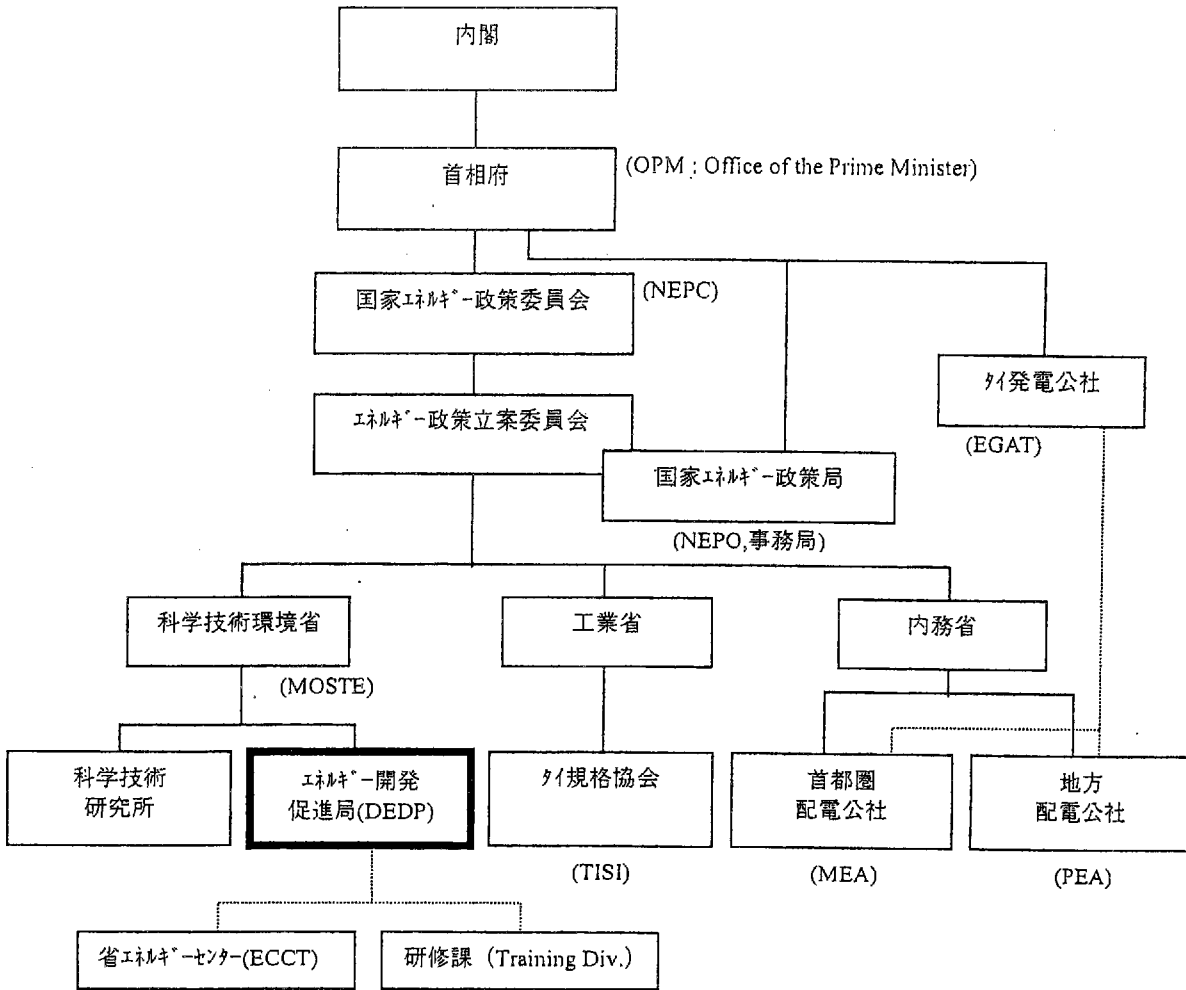 内閣
首相府
(OPM ; Office of the Prime Minister)
国家ｴﾈﾙｷﾞｰ政策委員会
(NEPC)
ﾀｲ発電公社
(EGAT)
ｴﾈﾙｷﾞｰ政策立案委員会
国家ｴﾈﾙｷﾞｰ政策局
(NEPO,事務局)
科学技術環境省
(MOSTE)
工業省
内務省
科学技術
研究所
ｴﾈﾙｷﾞｰ開発
促進局(DEDP)
ﾀｲ規格協会
(TISI)
首都圏
配電公社
(MEA)
地方
配電公社
(PEA)
省ｴﾈﾙｷﾞｰｾﾝﾀｰ(ECCT)
研修課（Training Div.）